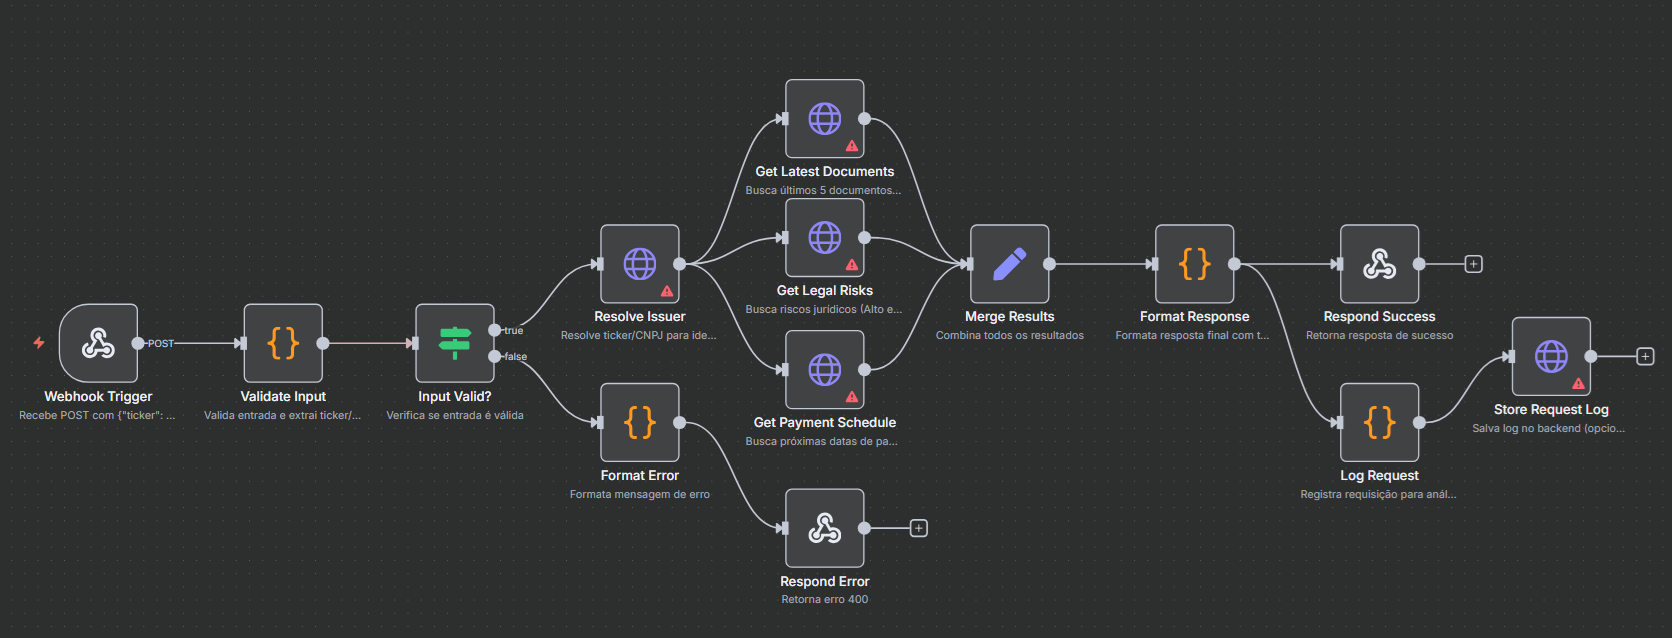 Webhook Trigger
Recebe POST com {"ticker": ...
POST
Validate Input
Valida entrada e extrai ticker/...
Input Valid?
Verifica se entrada é válida
true
false
Resolve Issuer
Resolve ticker/CNPJ para ide...
Format Error
Formata mensagem de erro
Get Latest Documents
Busca últimos 5 documentos...
Get Legal Risks
Busca riscos jurídicos (Alto e...
Get Payment Schedule
Busca próximas datas de pa...
Respond Error
Retorna erro 400
Merge Results
Combina todos os resultados
Format Response
Formata resposta final com t...
Respond Success
Retorna resposta de sucesso
Log Request
Registra requisição para anál...
Store Request Log
Salva log no backend (opcio...